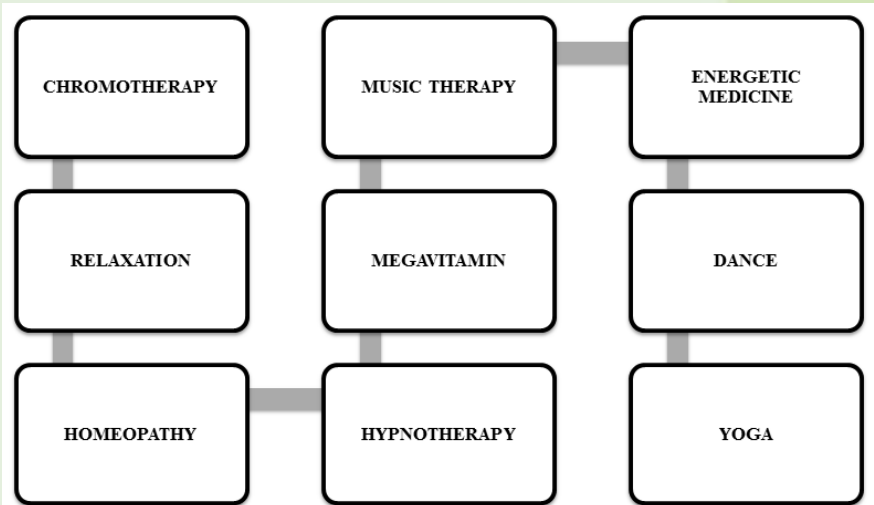 CHROMOTHERAPY
RELAXATION
HOMEOPATHY
HYPNOTHERAPY
MEGAVITAMIN
MUSIC THERAPY
ENERGETIC
MEDICINE
DANCE
YOGA